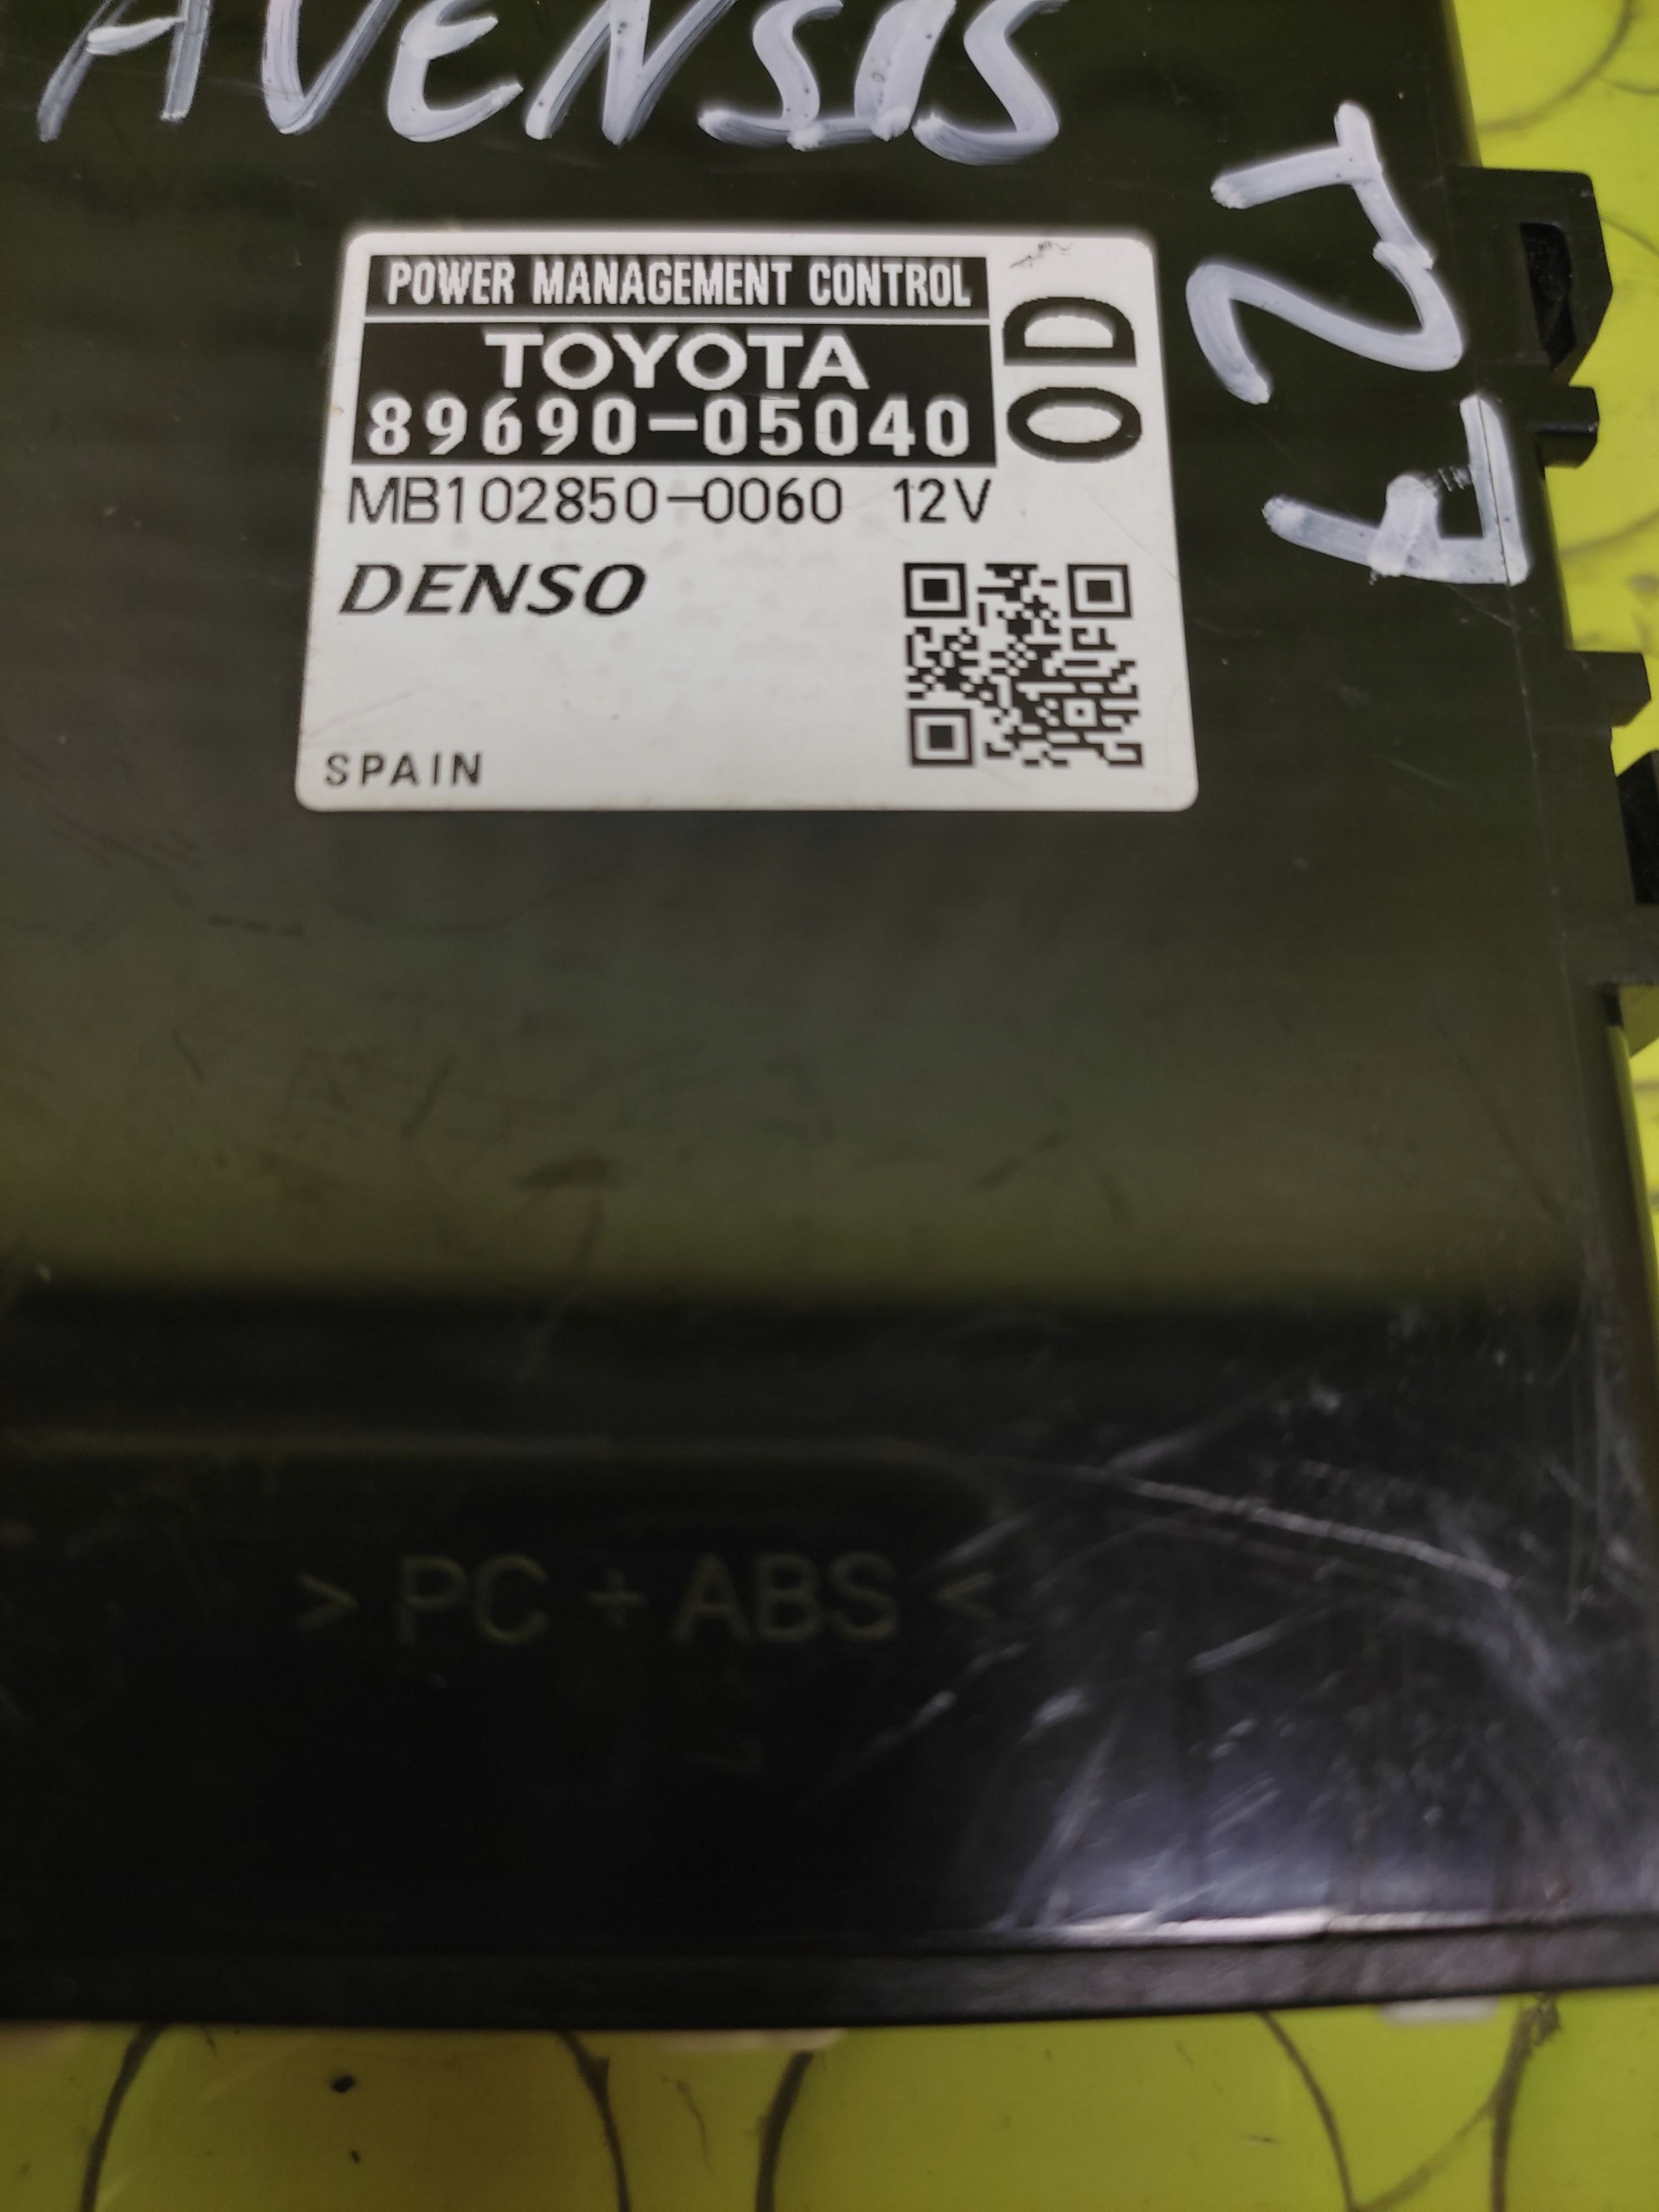 AVENSIS
POWER MANAGEMENT CONTROL
TOYOTA
89690-05040
OD
MB102850-0060 12V
DENSO
SPAIN
T27
> PC + ABS <